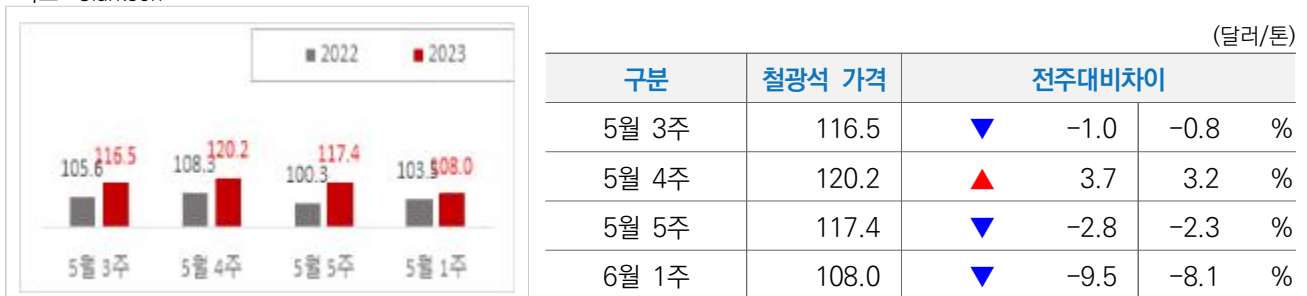 ■ 2022 ■ 2023
105.6 116.5 108.3 120.2 100.3 117.4 103.5 108.0
5월 3주 5월 4주 5월 5주 5월 1주
(달러/톤)
구분 철광석 가격 전주대비차이
5월 3주 116.5 ▼ -1.0 -0.8 %
5월 4주 120.2 ▲ 3.7 3.2 %
5월 5주 117.4 ▼ -2.8 -2.3 %
6월 1주 108.0 ▼ -9.5 -8.1 %